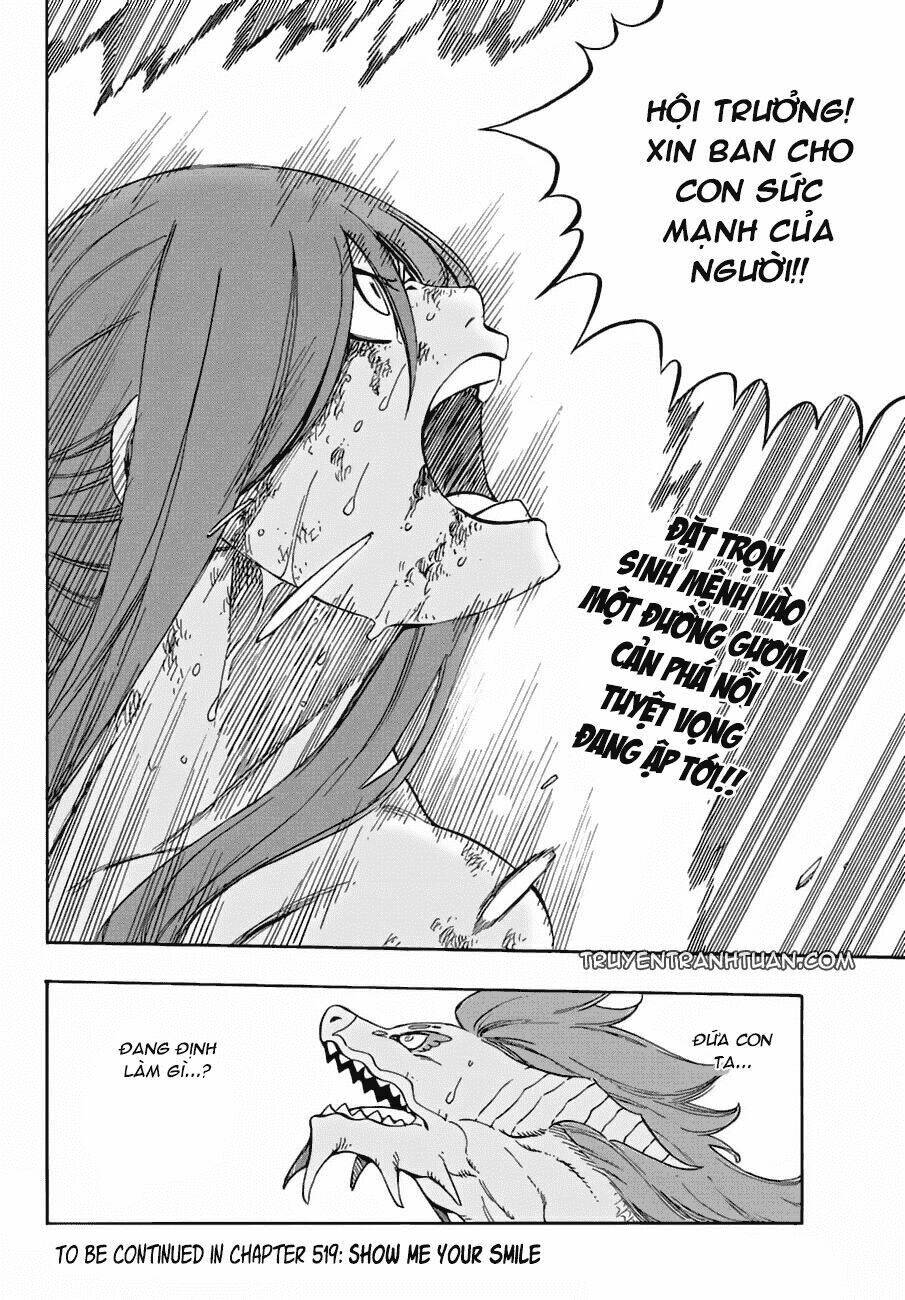 HỘI TRƯỞNG!
XIN BAN CHO
CON SỨC
MẠNH CỦA
NGƯỜI!!
ĐẶT TRỌN
SINH MỆNH VÀO
MỘT ĐƯỜNG GƯƠM,
CẢN PHÁ NỖI
TUYỆT VỌNG
ĐANG ẬP TỚI!!
TRUYENTRANHTUAN.COM
ĐỨA CON
TA...
ĐANG ĐỊNH
LÀM GÌ...?
TO BE CONTINUED IN CHAPTER 519: SHOW ME YOUR SMILE